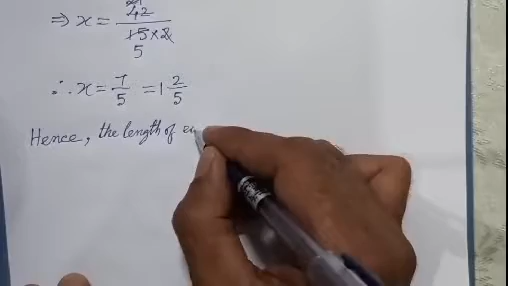 ⇒ x = 42 / 15×2
5
∴ x = 7/5 = 1 2/5
Hence, the length of